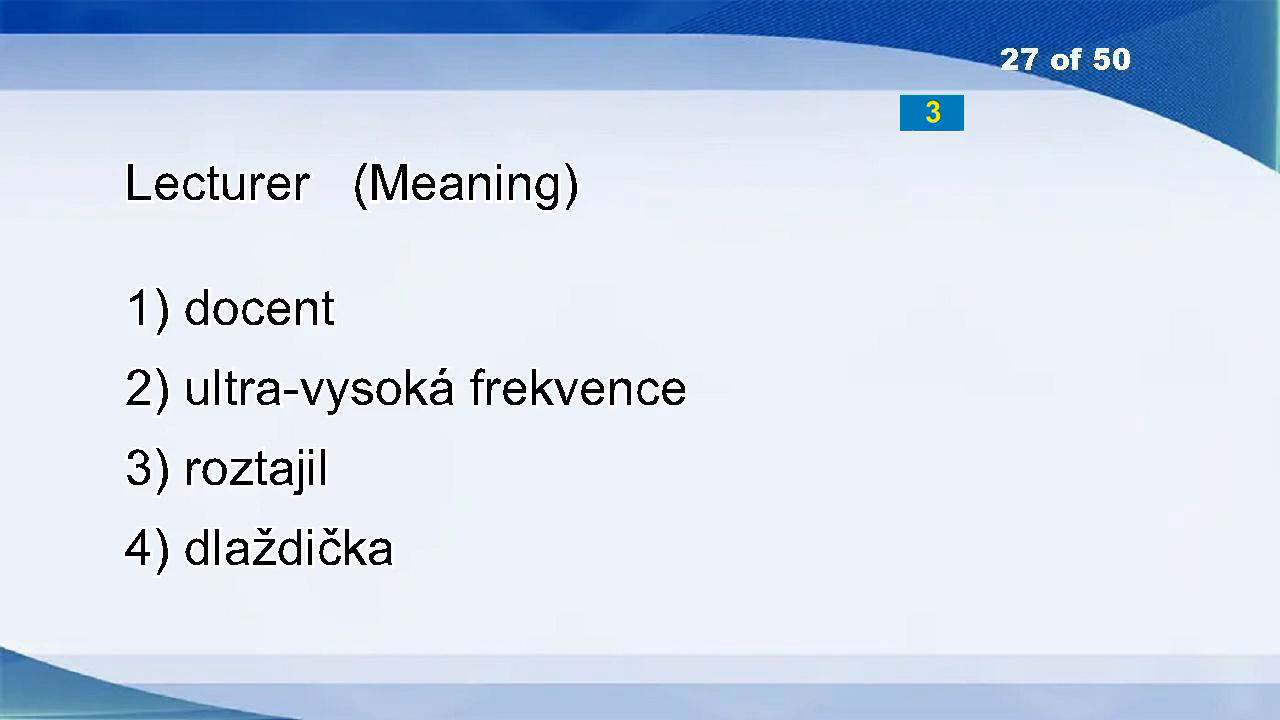 27 of 50
3
Lecturer (Meaning)
1) docent
2) ultra-vysoká frekvence
3) roztajil
4) dlaždička